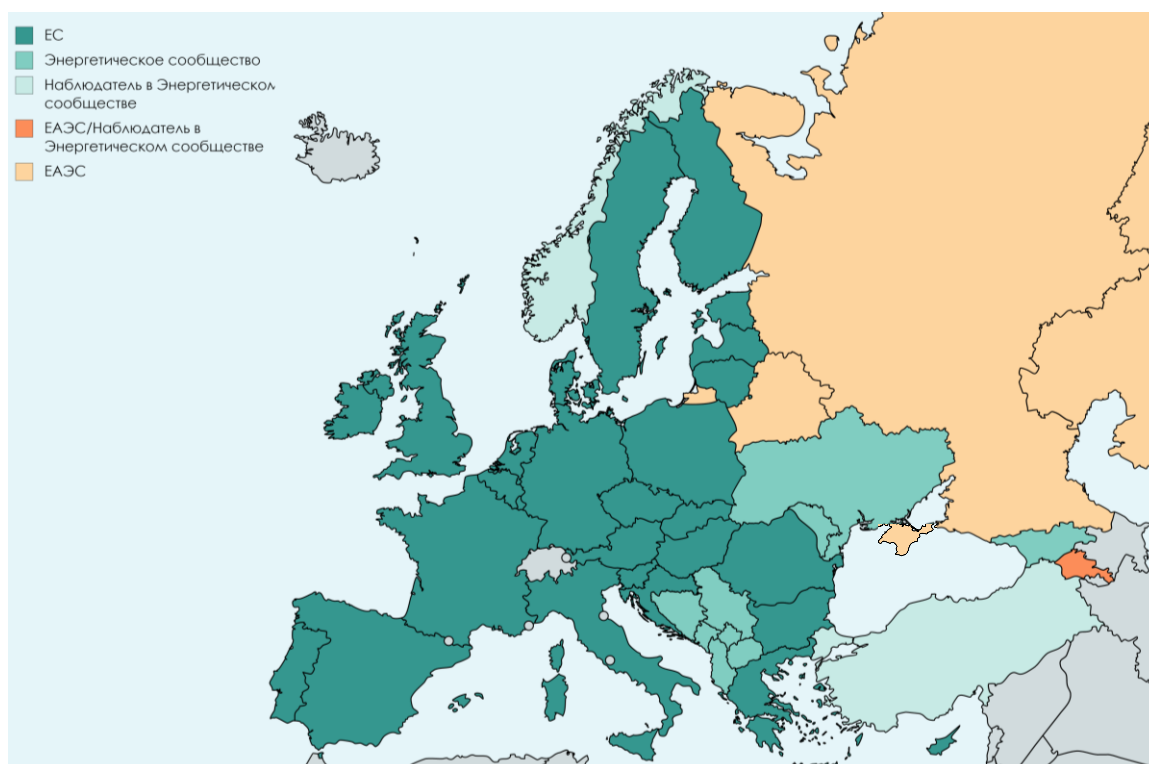 ЕС
Энергетическое сообщество
Наблюдатель в Энергетическом
сообществе
ЕАЭС/Наблюдатель в
Энергетическом сообществе
ЕАЭС